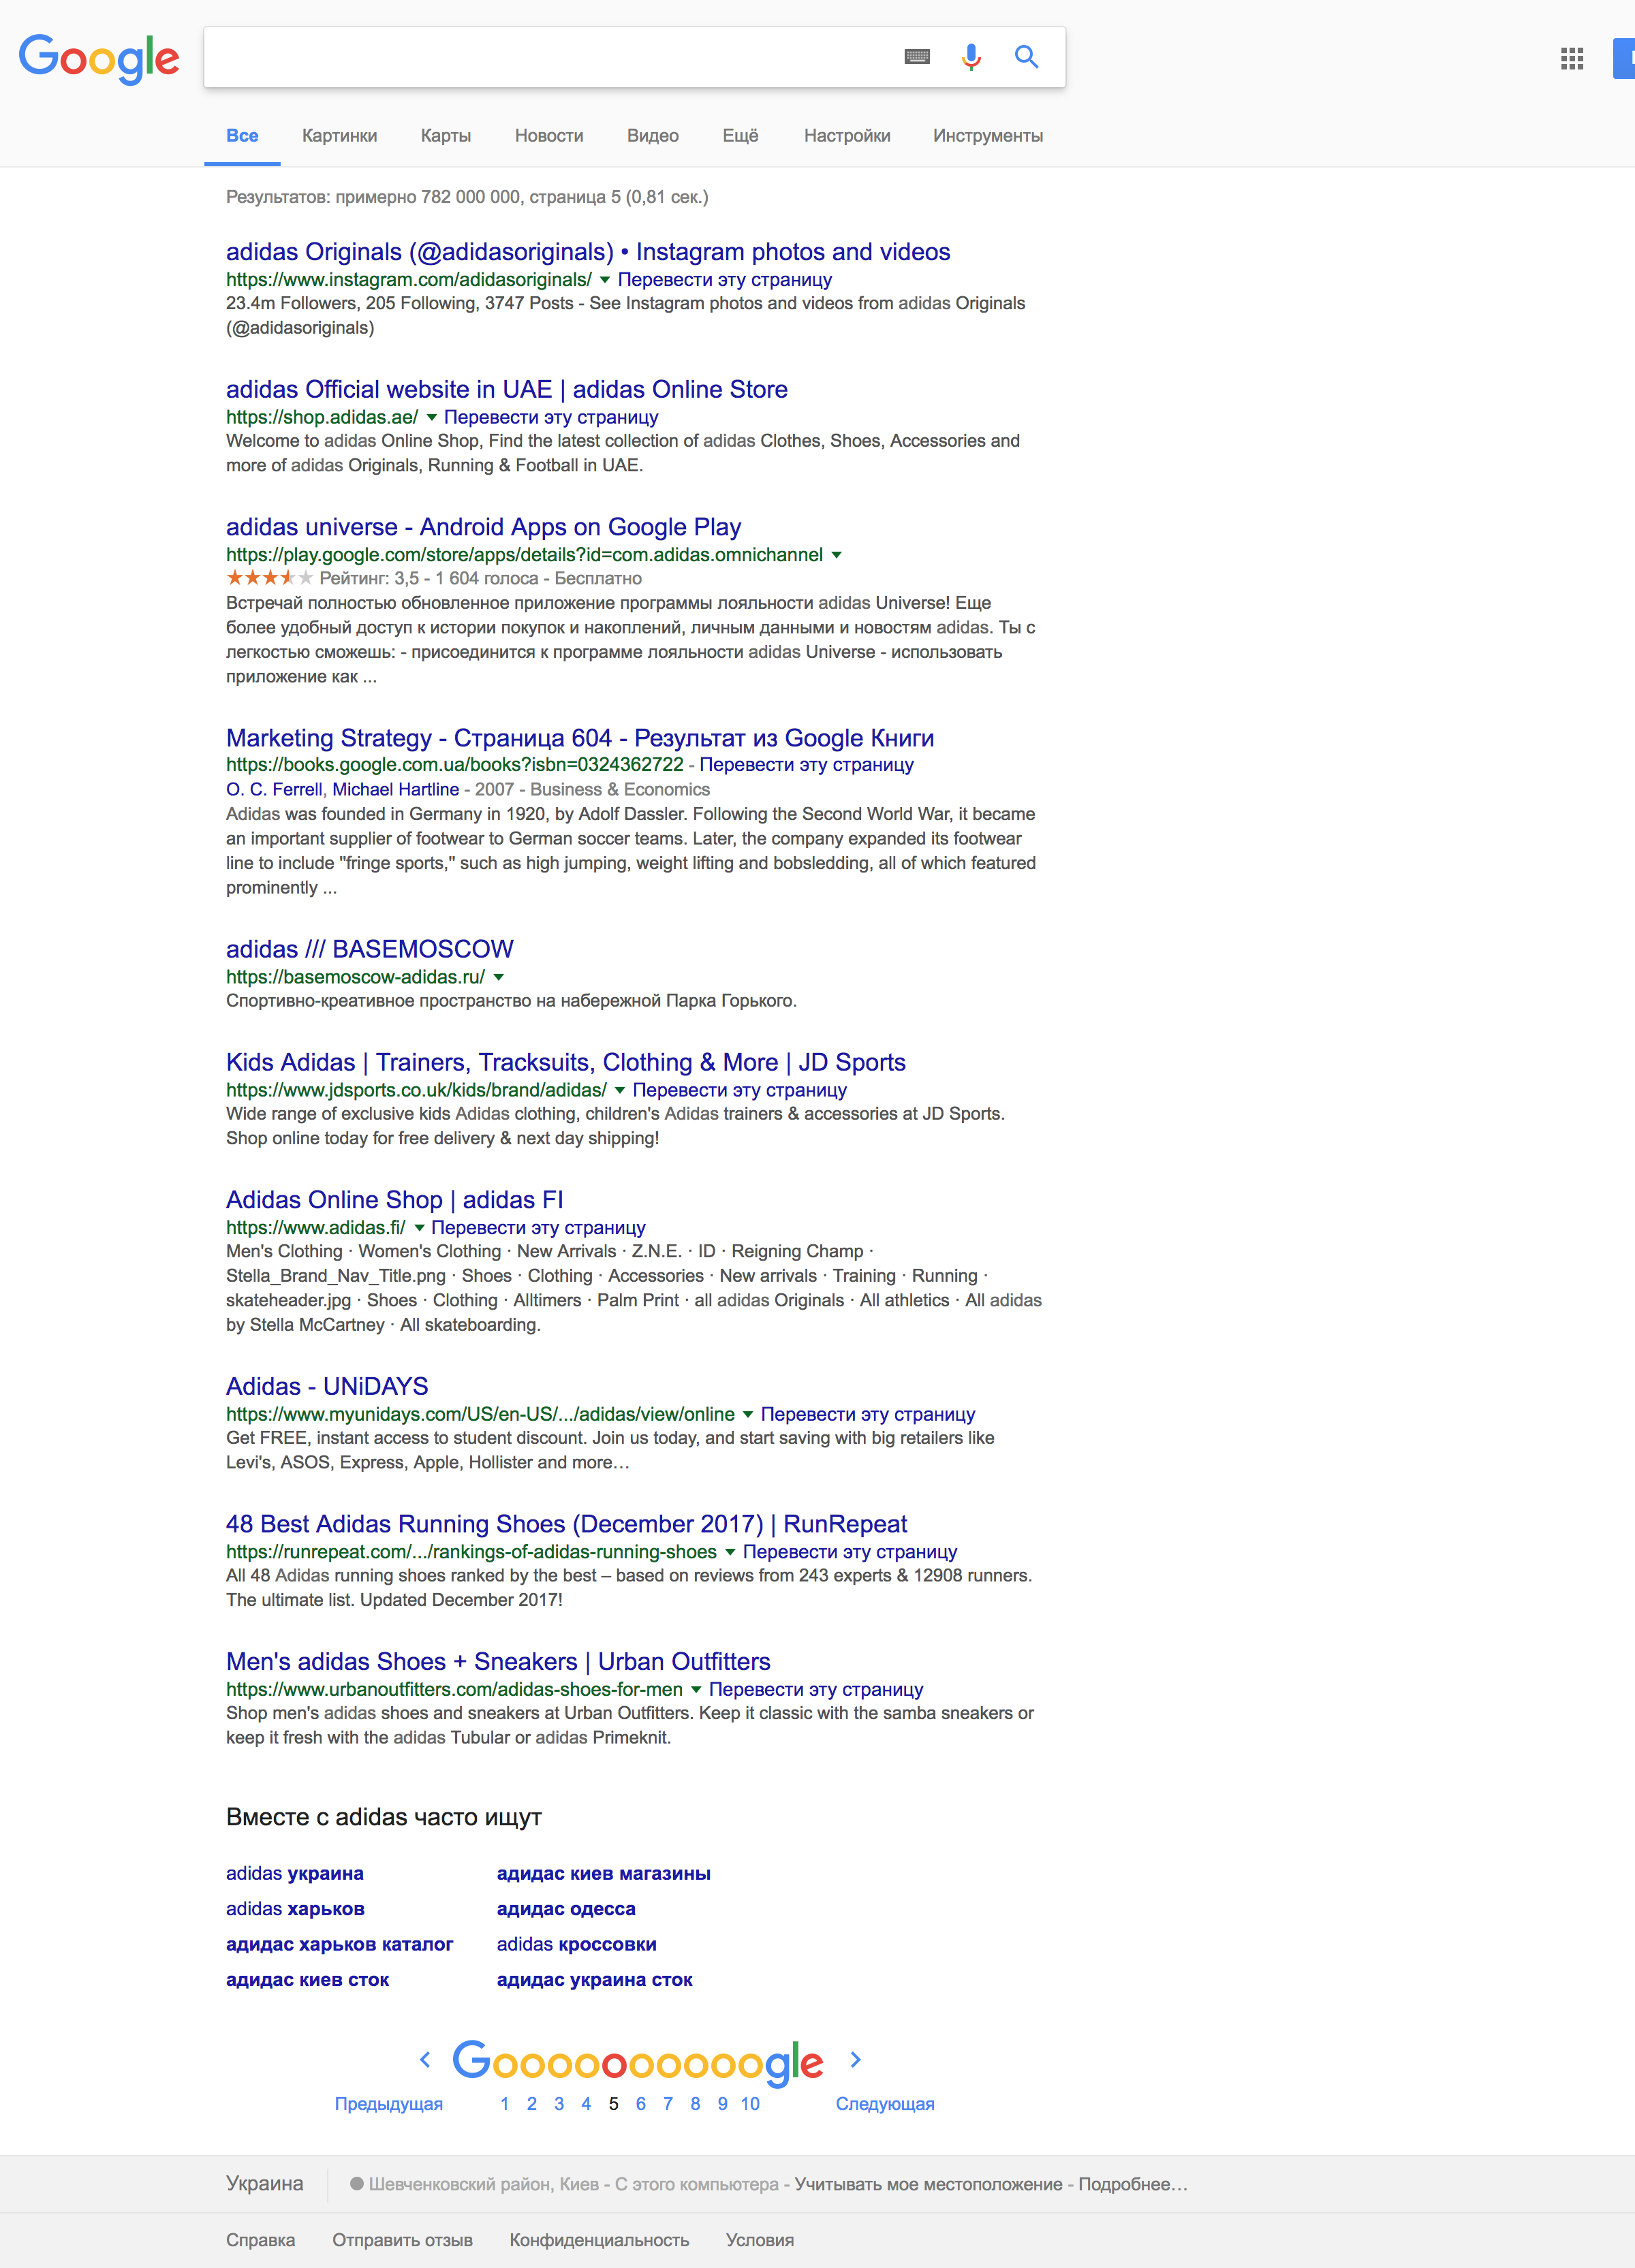 Google
Все Картинки Карты Новости Видео Ещё Настройки Инструменты
Результатов: примерно 782 000 000, страница 5 (0,81 сек.)
adidas Originals (@adidasoriginals) • Instagram photos and videos
https://www.instagram.com/adidasoriginals/ Перевести эту страницу
23.4m Followers, 205 Following, 3747 Posts - See Instagram photos and videos from adidas Originals
(@adidasoriginals)
adidas Official website in UAE | adidas Online Store
https://shop.adidas.ae/ Перевести эту страницу
Welcome to adidas Online Shop, Find the latest collection of adidas Clothes, Shoes, Accessories and
more of adidas Originals, Running & Football in UAE.
adidas universe - Android Apps on Google Play
https://play.google.com/store/apps/details?id=com.adidas.omnichannel
Рейтинг: 3,5 - 1 604 голоса - Бесплатно
Встречай полностью обновленное приложение программы лояльности adidas Universe! Еще
более удобный доступ к истории покупок и накоплений, личным данными и новостям adidas. Ты с
легкостью сможешь: - присоединится к программе лояльности adidas Universe - использовать
приложение как ...
Marketing Strategy - Страница 604 - Результат из Google Книги
https://books.google.com.ua/books?isbn=0324362722 - Перевести эту страницу
O. C. Ferrell, Michael Hartline - 2007 - Business & Economics
Adidas was founded in Germany in 1920, by Adolf Dassler. Following the Second World War, it became
an important supplier of footwear to German soccer teams. Later, the company expanded its footwear
line to include "fringe sports," such as high jumping, weight lifting and bobsledding, all of which featured
prominently ...
adidas /// BASEMOSCOW
https://basemoscow-adidas.ru/
Спортивно-креативное пространство на набережной Парка Горького.
Kids Adidas | Trainers, Tracksuits, Clothing & More | JD Sports
https://www.jdsports.co.uk/kids/brand/adidas/ Перевести эту страницу
Wide range of exclusive kids Adidas clothing, children's Adidas trainers & accessories at JD Sports.
Shop online today for free delivery & next day shipping!
Adidas Online Shop | adidas FI
https://www.adidas.fi/ Перевести эту страницу
Men's Clothing · Women's Clothing · New Arrivals · Z.N.E. · ID · Reigning Champ ·
Stella_Brand_Nav_Title.png · Shoes · Clothing · Accessories · New arrivals · Training · Running ·
skateheader.jpg · Shoes · Clothing · Alltimers · Palm Print · all adidas Originals · All athletics · All adidas
by Stella McCartney · All skateboarding.
Adidas - UNiDAYS
https://www.myunidays.com/US/en-US/.../adidas/view/online Перевести эту страницу
Get FREE, instant access to student discount. Join us today, and start saving with big retailers like
Levi's, ASOS, Express, Apple, Hollister and more…
48 Best Adidas Running Shoes (December 2017) | RunRepeat
https://runrepeat.com/.../rankings-of-adidas-running-shoes Перевести эту страницу
All 48 Adidas running shoes ranked by the best – based on reviews from 243 experts & 12908 runners.
The ultimate list. Updated December 2017!
Men's adidas Shoes + Sneakers | Urban Outfitters
https://www.urbanoutfitters.com/adidas-shoes-for-men Перевести эту страницу
Shop men's adidas shoes and sneakers at Urban Outfitters. Keep it classic with the samba sneakers or
keep it fresh with the adidas Tubular or adidas Primeknit.
Вместе с adidas часто ищут
adidas украина адидас киев магазины
adidas харьков адидас одесса
адидас харьков каталог adidas кроссовки
адидас киев сток адидас украина сток
Goooooooooogle
Предыдущая 1 2 3 4 5 6 7 8 9 10 Следующая
Украина Шевченковский район, Киев - С этого компьютера - Учитывать мое местоположение - Подробнее…
Справка Отправить отзыв Конфиденциальность Условия